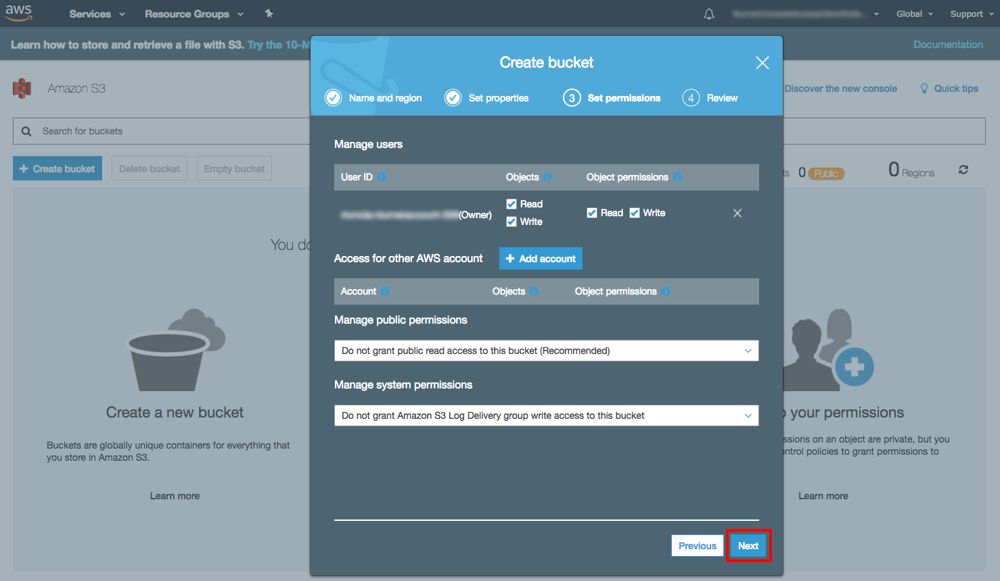 aws Services Resource Groups Global Support
Learn how to store and retrieve a file with S3. Try the 10-M
Documentation
Amazon S3
Discover the new console Quick tips
Search for buckets
+ Create bucket Delete bucket Empty bucket
ts 0 Public 0 Regions
You do
Create bucket
Name and region Set properties 3 Set permissions 4 Review
Manage users
User ID Objects Object permissions
(Owner) Read Write Read Write
Access for other AWS account + Add account
Account Objects Object permissions
Manage public permissions
Do not grant public read access to this bucket (Recommended)
Manage system permissions
Do not grant Amazon S3 Log Delivery group write access to this bucket
Previous Next
Create a new bucket
Buckets are globally unique containers for everything that
you store in Amazon S3.
Learn more
your permissions
ssions on an object are private, but you
ntrol policies to grant permissions to
Learn more